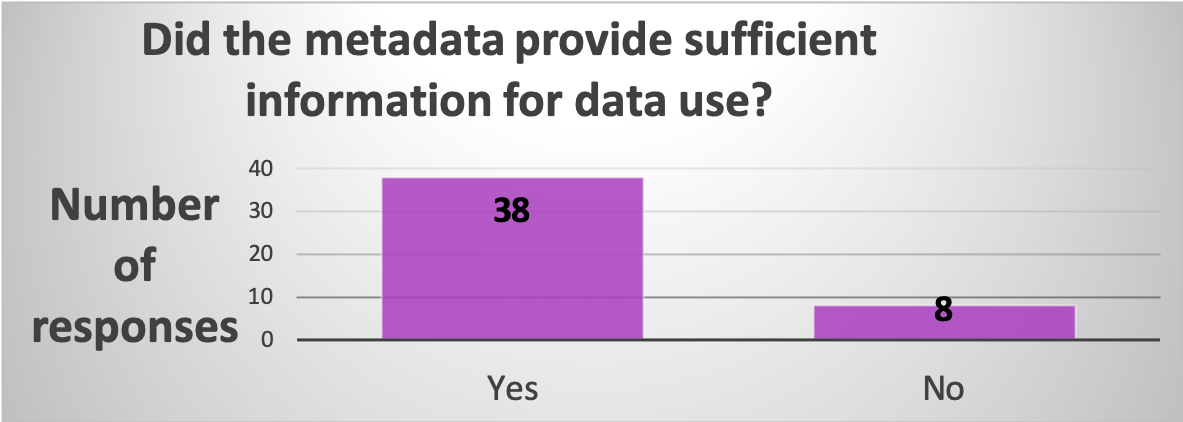 Did the metadata provide sufficient
information for data use?
Number
of
responses
40
30
20
10
0
38
8
Yes
No